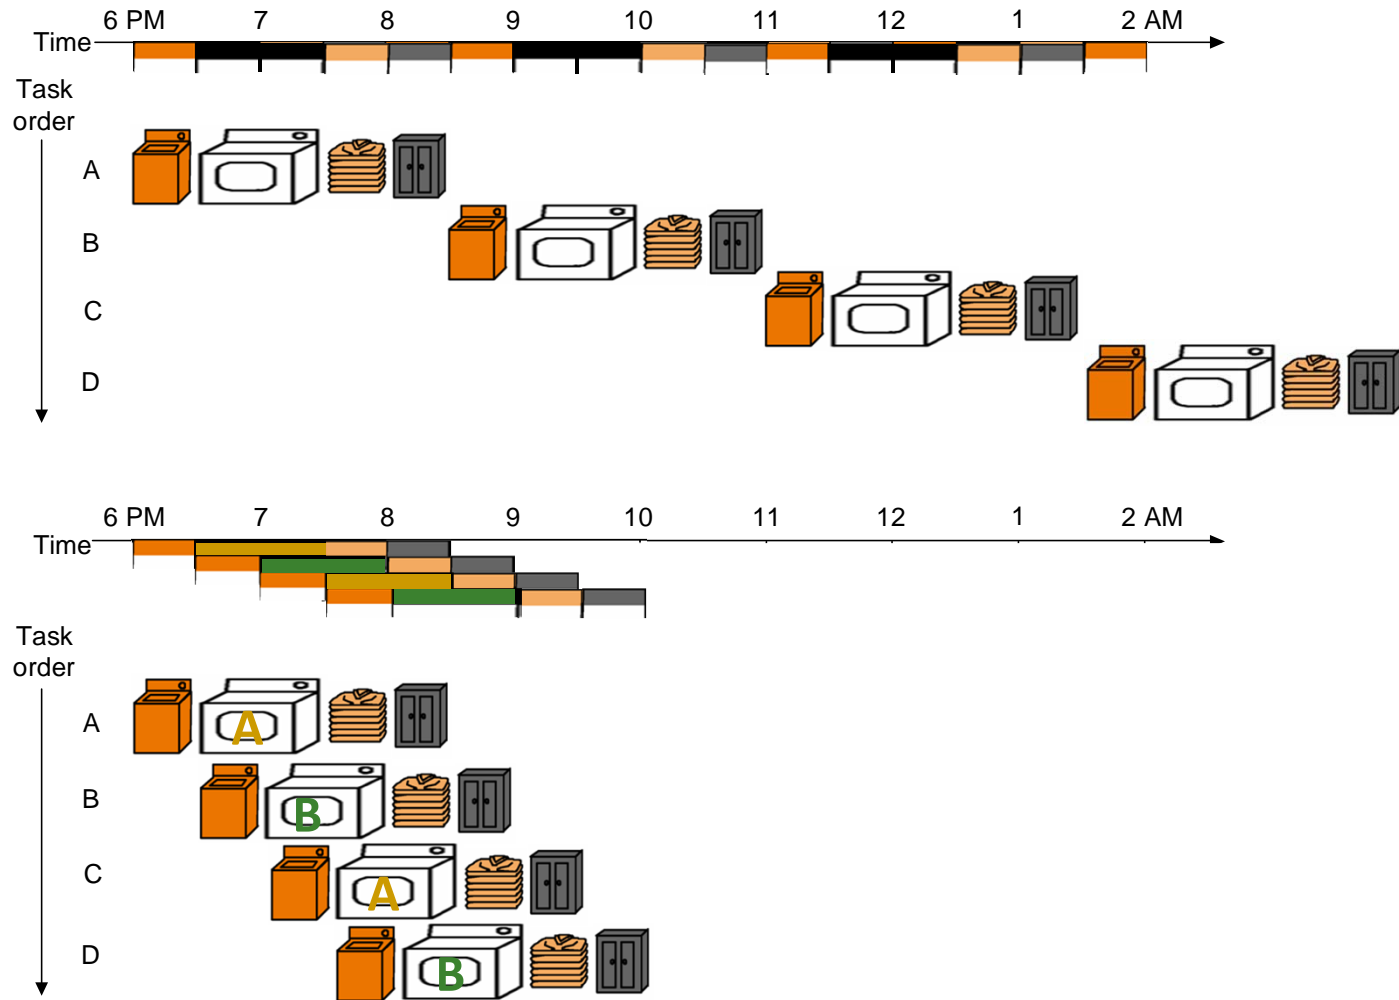 6 PM 7 8 9 10 11 12 1 2 AM
Time
Task
order
A
B
C
D
6 PM 7 8 9 10 11 12 1 2 AM
Time
Task
order
A A
B B
C A
D B